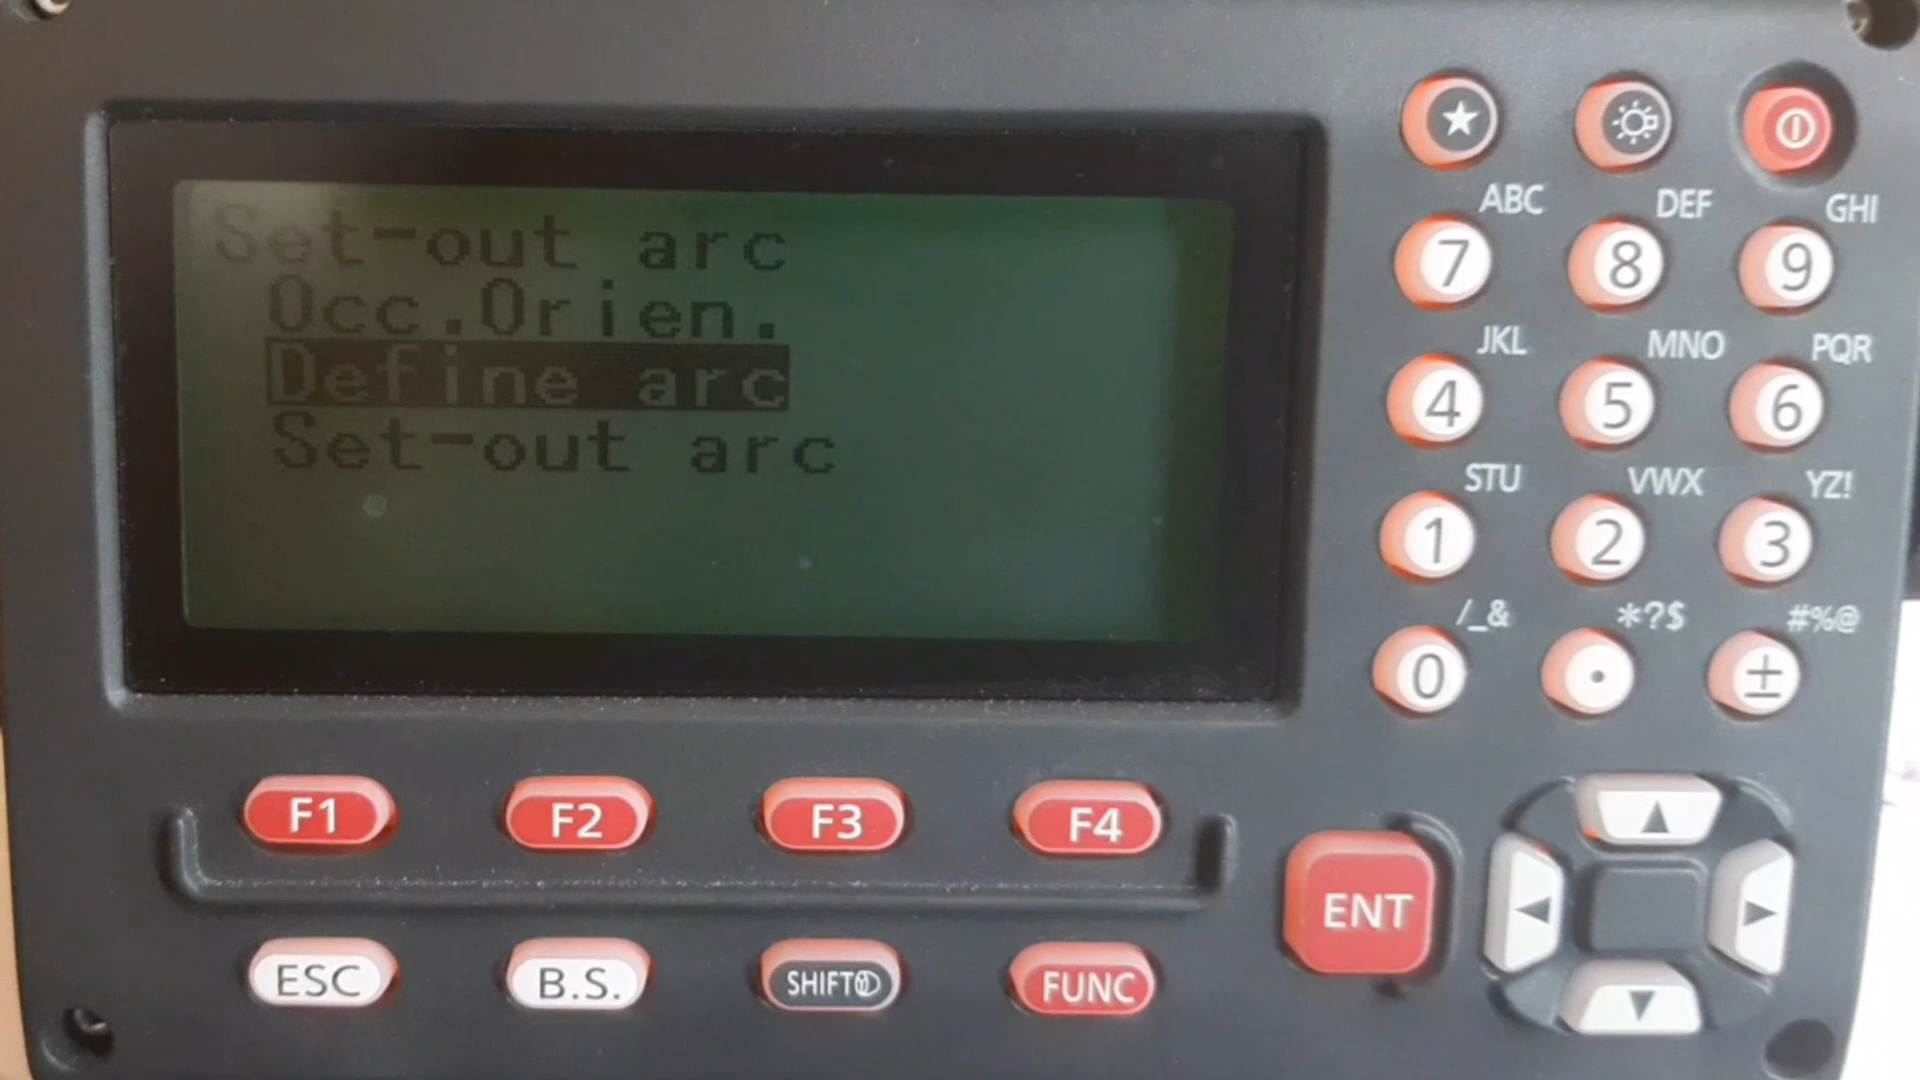 Set-out arc
Occ.Orien.
Define arc
Set-out arc
ABC DEF GHI
7 8 9
JKL MNO PQR
4 5 6
STU VWX YZ!
1 2 3
/_& *?$ #%@
0 . ±
F1 F2 F3 F4
ENT
ESC B.S. SHIFT FUNC